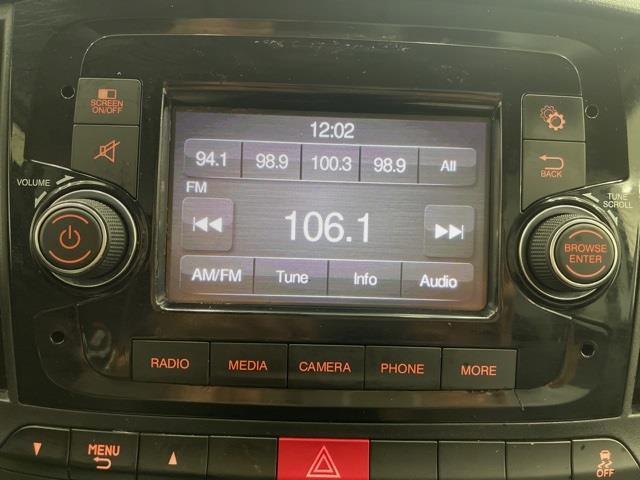 SCREEN
ON/OFF
12:02
94.1 98.9 100.3 98.9 All
BACK
VOLUME
FM
TUNE
SCROLL
106.1
BROWSE
ENTER
AM/FM Tune Info Audio
RADIO MEDIA CAMERA PHONE MORE
MENU
OFF